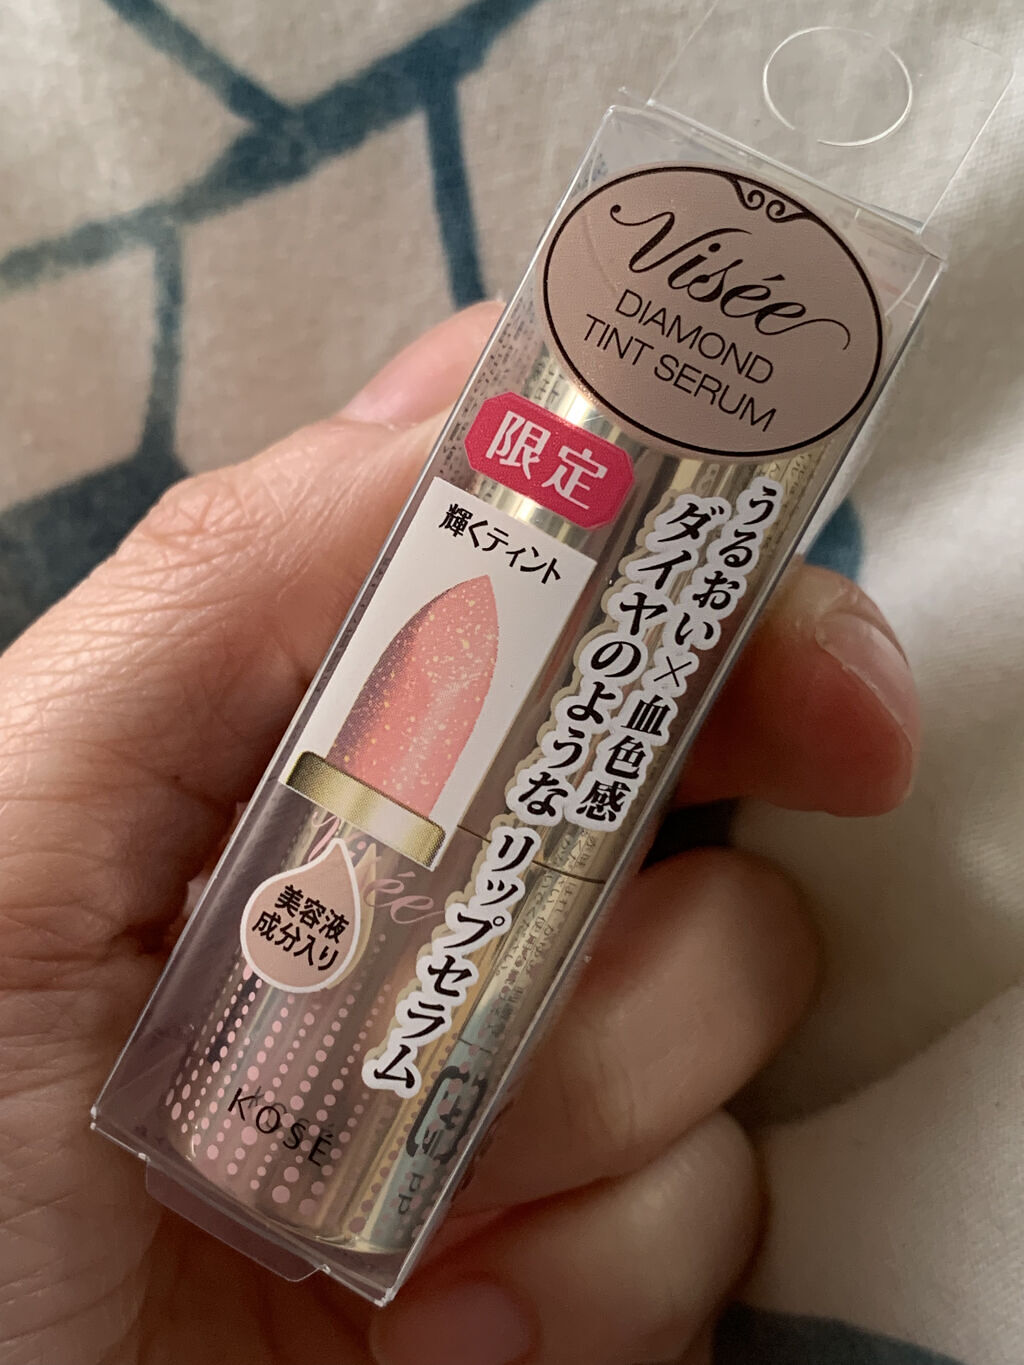 Visée
DIAMOND
TINT SERUM
限定
輝くティント
うるおい×血色感
ダイヤのような リップセラム
美容液
成分入り
KOSÉ